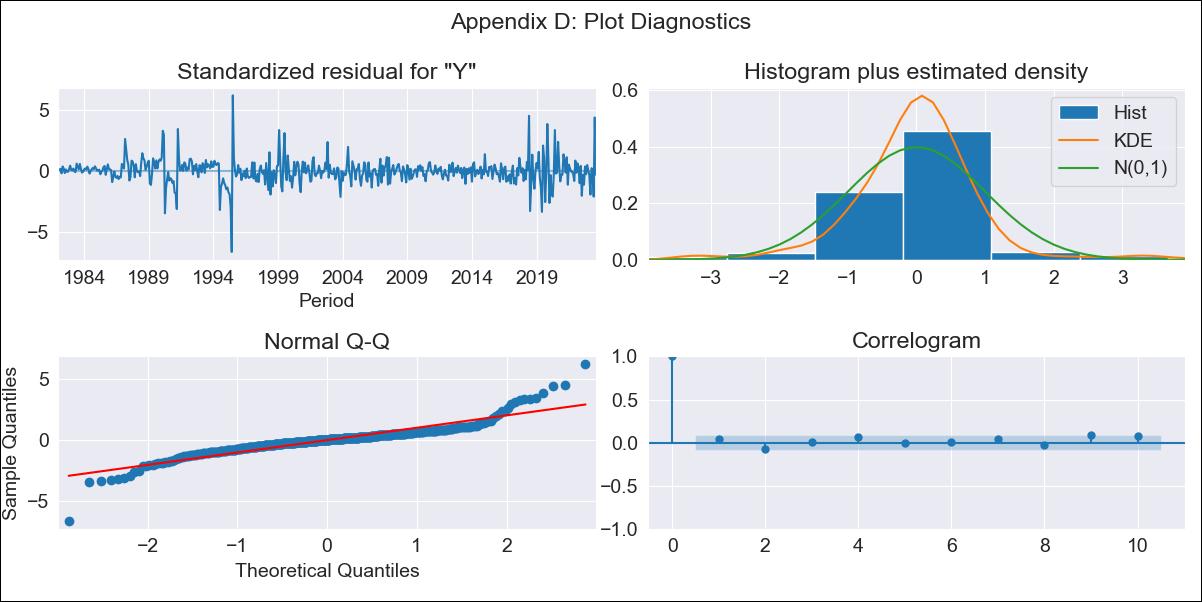 Appendix D: Plot Diagnostics
Standardized residual for "Y"
5
0
−5
1984 1989 1994 1999 2004 2009 2014 2019
Period
Histogram plus estimated density
0.6
0.4
0.2
0.0
Hist
KDE
N(0,1)
−3 −2 −1 0 1 2 3
Normal Q-Q
Sample Quantiles
5
0
−5
−2 −1 0 1 2
Theoretical Quantiles
Correlogram
1.0
0.5
0.0
−0.5
−1.0
0 2 4 6 8 10